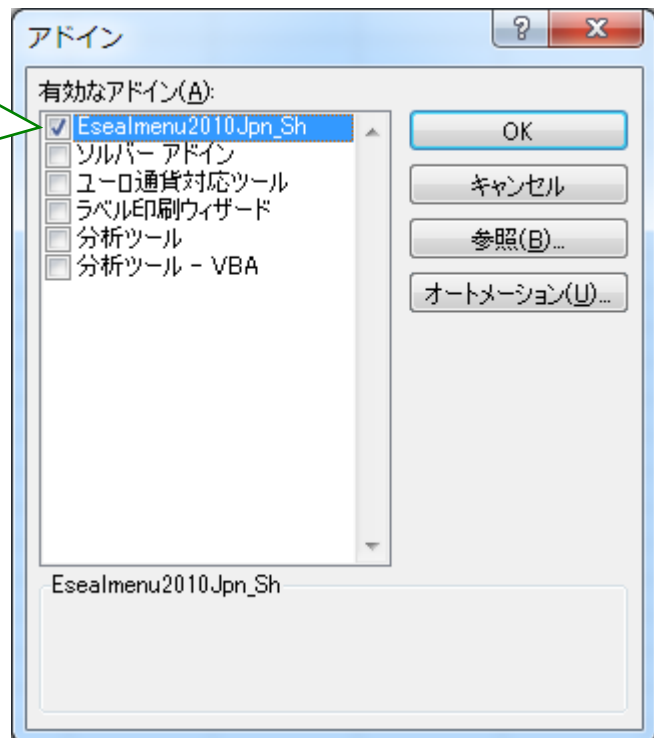 アドイン
有効なアドイン(A):
Esealmenu2010Jpn_Sh
ソルバー アドイン
ユーロ通貨対応ツール
ラベル印刷ウィザード
分析ツール
分析ツール - VBA
OK
キャンセル
参照(B)...
オートメーション(U)...
Esealmenu2010Jpn_Sh